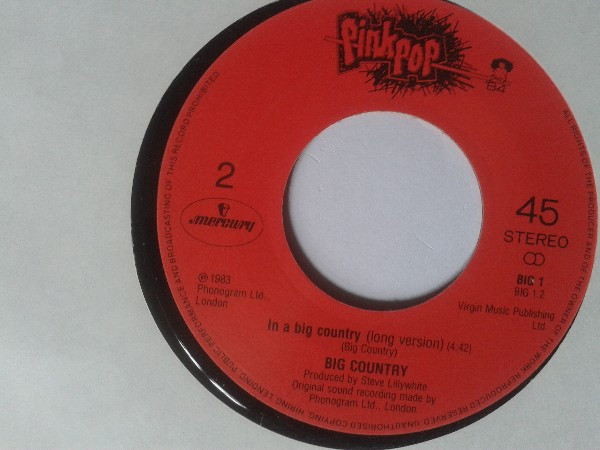 Pinkpop
84
2
mercury
45
STEREO
BIG 1
BIG 1.2
℗ 1983
Phonogram Ltd.,
London
Virgin Music Publishing
Ltd.
In a big country (long version) (4:42)
(Big Country)
BIG COUNTRY
Produced by Steve Lillywhite
Original sound recording made by
Phonogram Ltd., London
ALL RIGHTS OF THE PRODUCER AND OF THE OWNER OF THE WORK REPRODUCED RESERVED. UNAUTHORISED COPYING, HIRING, LENDING, PUBLIC PERFORMANCE AND BROADCASTING OF THIS RECORD PROHIBITED